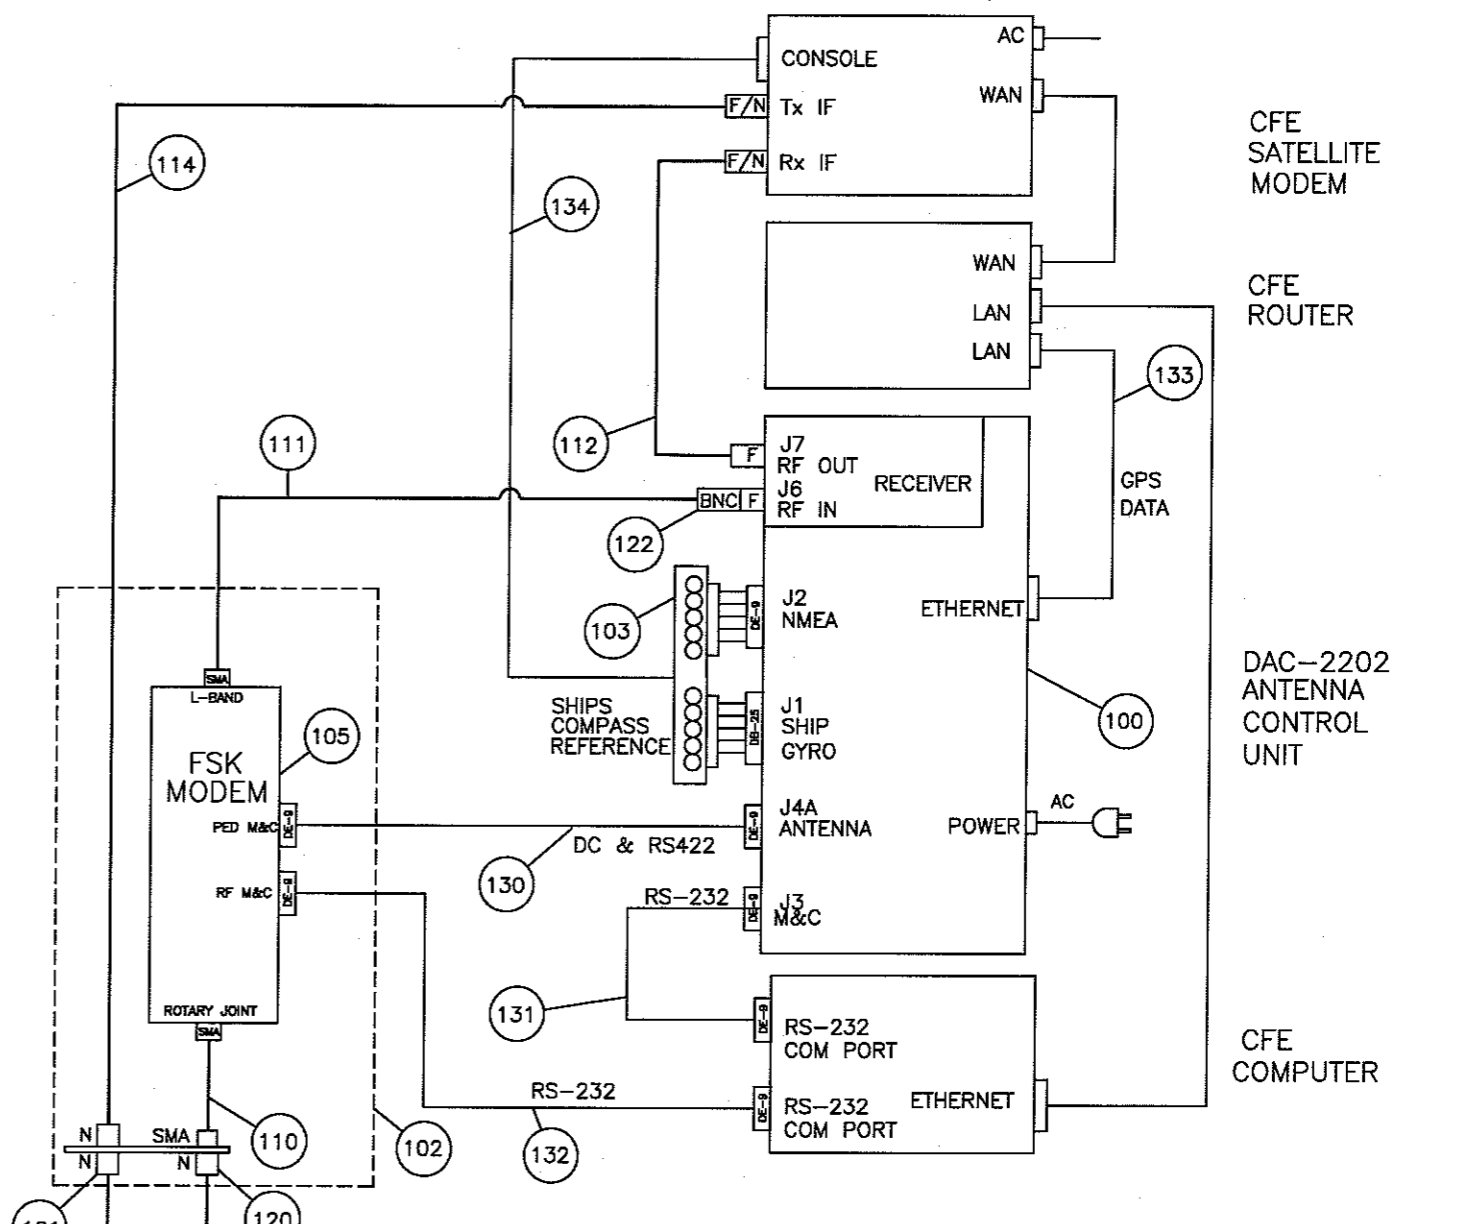 CONSOLE
AC
F/N Tx IF
WAN
F/N Rx IF
CFE
SATELLITE
MODEM
114
134
WAN
LAN
LAN
CFE
ROUTER
133
111
112
F
J7
RF OUT
RECEIVER
BNC F
J6
RF IN
GPS
DATA
122
103
DE-9
J2
NMEA
ETHERNET
SHIPS
COMPASS
REFERENCE
DB-25
J1
SHIP
GYRO
100
DAC-2202
ANTENNA
CONTROL
UNIT
SMA
L-BAND
105
FSK
MODEM
PED M&C
DE-9
DC & RS422
130
DE-9
J4A
ANTENNA
POWER
AC
RF M&C
DE-9
RS-232
DE-9
J3
M&C
131
ROTARY JOINT
SMA
DE-9
RS-232
COM PORT
CFE
COMPUTER
RS-232
132
DE-9
RS-232
COM PORT
ETHERNET
110
102
N
SMA
N
N
120